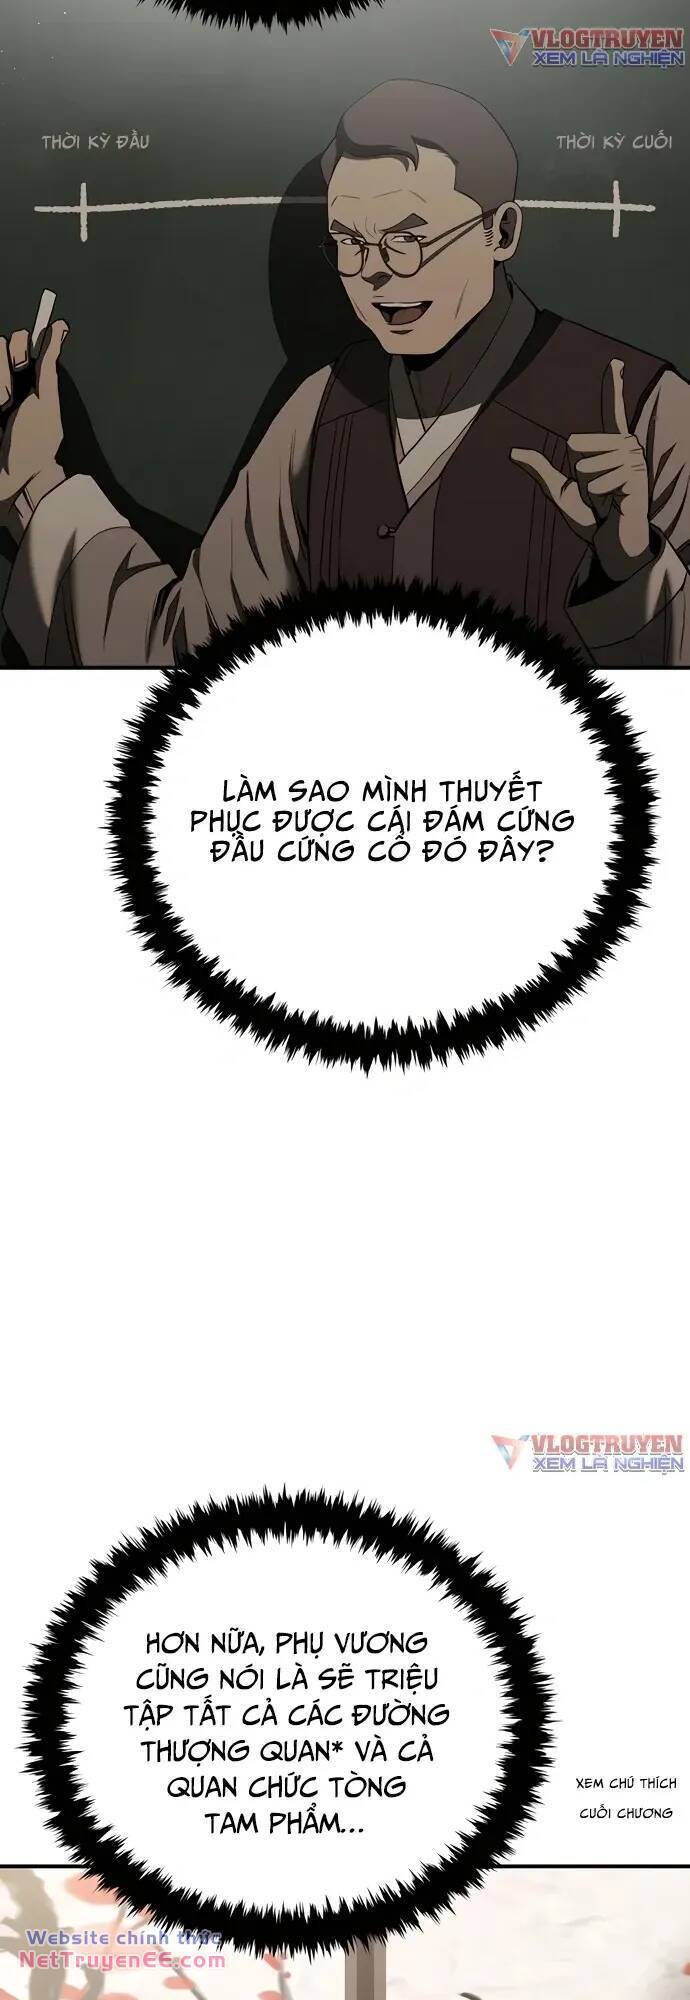 VLOGTRUYEN
XEM LÀ NGHIỆN
THỜI KỲ ĐẦU
THỜI KỲ CUỐI
LÀM SAO MÌNH THUYẾT
PHỤC ĐƯỢC CÁI ĐÁM CỨNG
ĐẦU CỨNG CỔ ĐÓ ĐÂY?
VLOGTRUYEN
XEM LÀ NGHIỆN
HƠN NỮA, PHỤ VƯƠNG
CŨNG NÓI LÀ SẼ TRIỆU
TẬP TẤT CẢ CÁC ĐƯỜNG
THƯỢNG QUAN* VÀ CẢ
QUAN CHỨC TÒNG
TAM PHẨM...
XEM CHÚ THÍCH
CUỐI CHƯƠNG
Website chính thức
NetTruyenEE.com